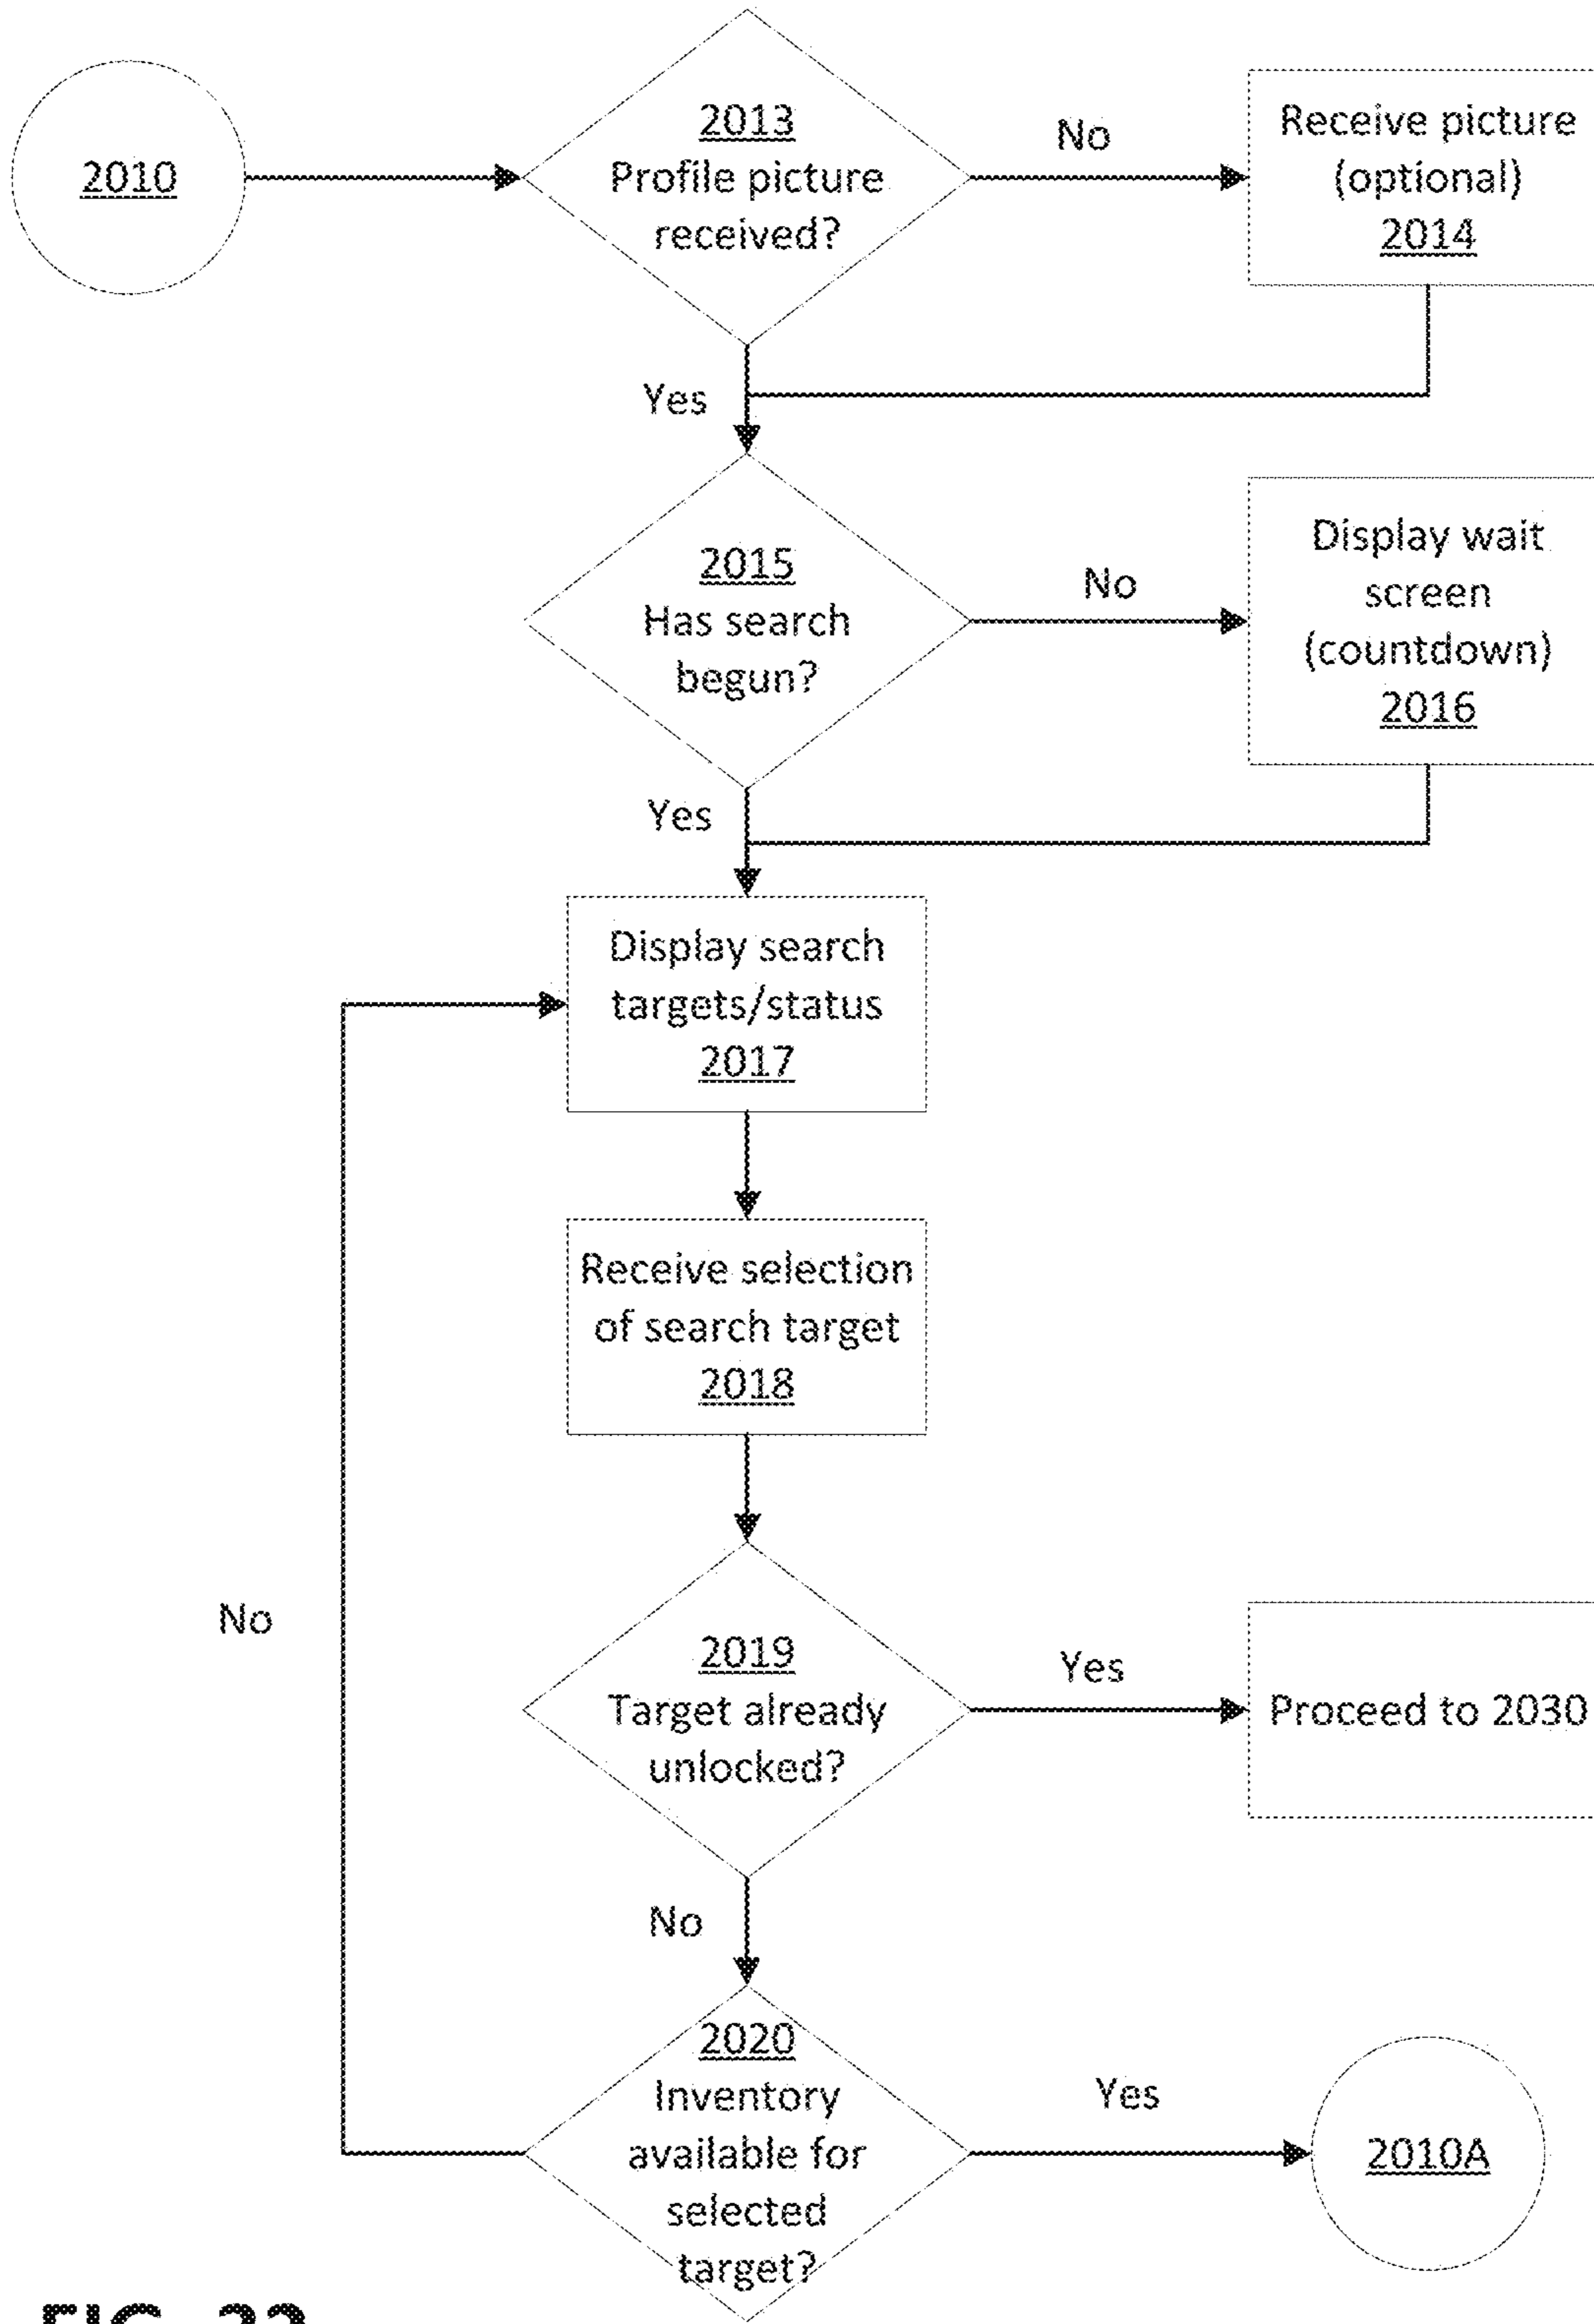 2010
2013
Profile picture
received?
No
Receive picture
(optional)
2014
Yes
2015
Has search
begun?
No
Display wait
screen
(countdown)
2016
Yes
Display search
targets/status
2017
Receive selection
of search target
2018
No
2019
Target already
unlocked?
Yes
Proceed to 2030
No
2020
Inventory
available for
selected
target?
Yes
2010A